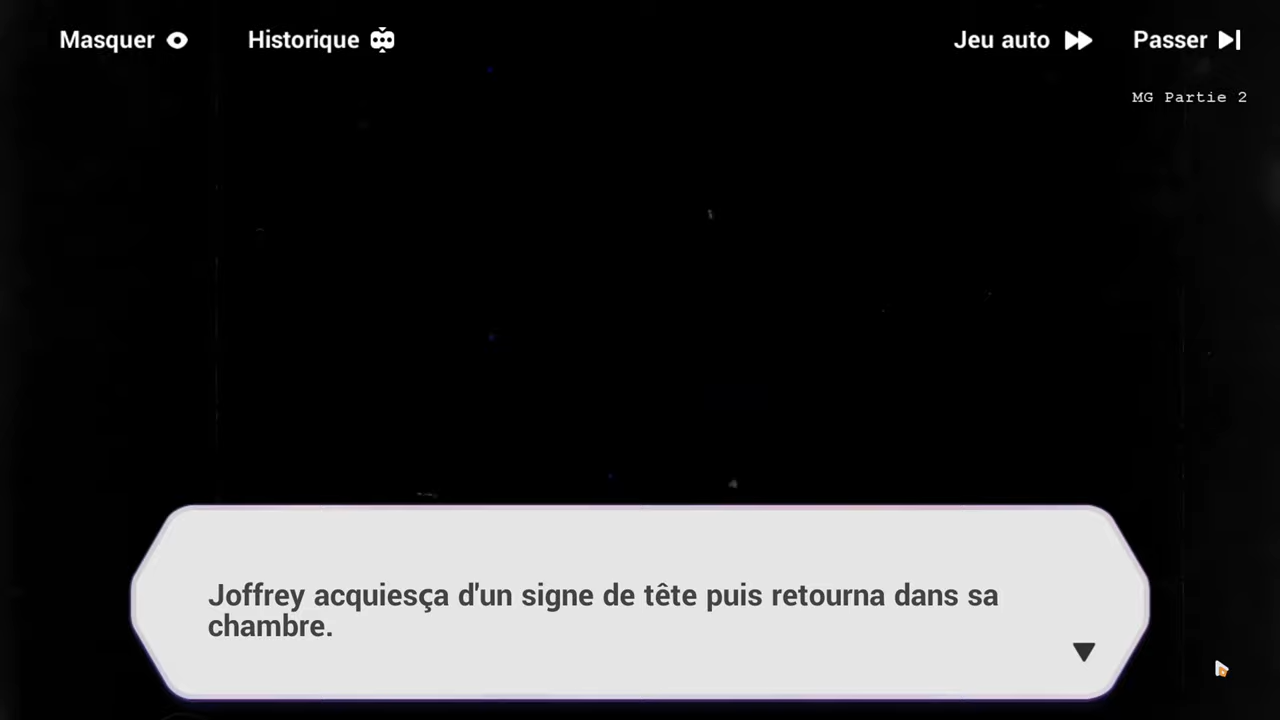 Masquer
Historique
Jeu auto
Passer
MG Partie 2
Joffrey acquiesça d'un signe de tête puis retourna dans sa
chambre.